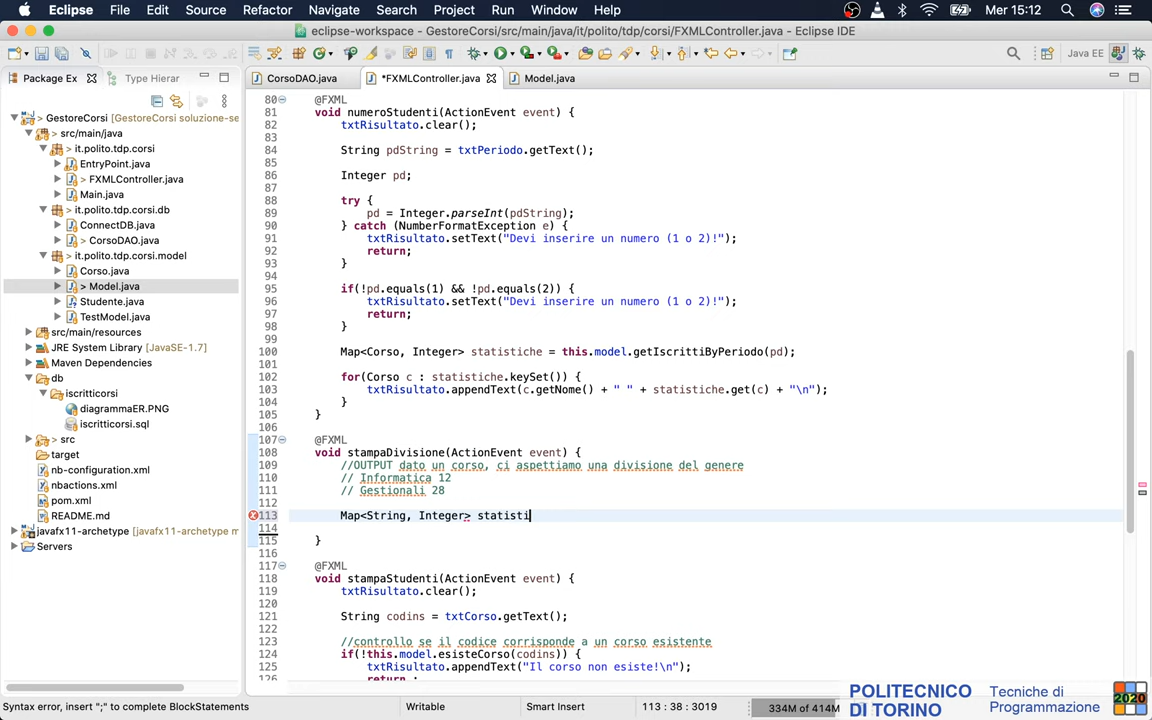 Eclipse File Edit Source Refactor Navigate Search Project Run Window Help Mer 15:12
eclipse-workspace - GestoreCorsi/src/main/java/it/polito/tdp/corsi/FXMLController.java - Eclipse IDE
Java EE
Package Ex Type Hierar CorsoDAO.java *FXMLController.java Model.java
GestoreCorsi [GestoreCorsi soluzione-se
> src/main/java
> it.polito.tdp.corsi
EntryPoint.java
> FXMLController.java
Main.java
> it.polito.tdp.corsi.db
ConnectDB.java
> CorsoDAO.java
> it.polito.tdp.corsi.model
Corso.java
> Model.java
Studente.java
TestModel.java
src/main/resources
JRE System Library [JavaSE-1.7]
Maven Dependencies
db
iscritticorsi
diagrammaER.PNG
iscritticorsi.sql
> src
target
nb-configuration.xml
nbactions.xml
pom.xml
README.md
javafx11-archetype (javafx11-archetype m
Servers
80 @FXML
81 void numeroStudenti(ActionEvent event) {
82 txtRisultato.clear();
83
84 String pdString = txtPeriodo.getText();
85
86 Integer pd;
87
88 try {
89 pd = Integer.parseInt(pdString);
90 } catch (NumberFormatException e) {
91 txtRisultato.setText("Devi inserire un numero (1 o 2)!");
92 return;
93 }
94
95 if(!pd.equals(1) && !pd.equals(2)) {
96 txtRisultato.setText("Devi inserire un numero (1 o 2)!");
97 return;
98 }
99
100 Map<Corso, Integer> statistiche = this.model.getIscrittiByPeriodo(pd);
101
102 for(Corso c : statistiche.keySet()) {
103 txtRisultato.appendText(c.getNome() + " " + statistiche.get(c) + "\n");
104 }
105 }
106
107 @FXML
108 void stampaDivisione(ActionEvent event) {
109 //OUTPUT dato un corso, ci aspettiamo una divisione del genere
110 // Informatica 12
111 // Gestionali 28
112
113 Map<String, Integer> statisti
114
115 }
116
117 @FXML
118 void stampaStudenti(ActionEvent event) {
119 txtRisultato.clear();
120
121 String codins = txtCorso.getText();
122
123 //controllo se il codice corrisponde a un corso esistente
124 if(!this.model.esisteCorso(codins)) {
125 txtRisultato.appendText("Il corso non esiste!\n");
126 return ;
Syntax error, insert ";" to complete BlockStatements Writable Smart Insert 113 : 38 : 3019 334M of 414M
POLITECNICO
DI TORINO
Tecniche di
Programmazione
2020